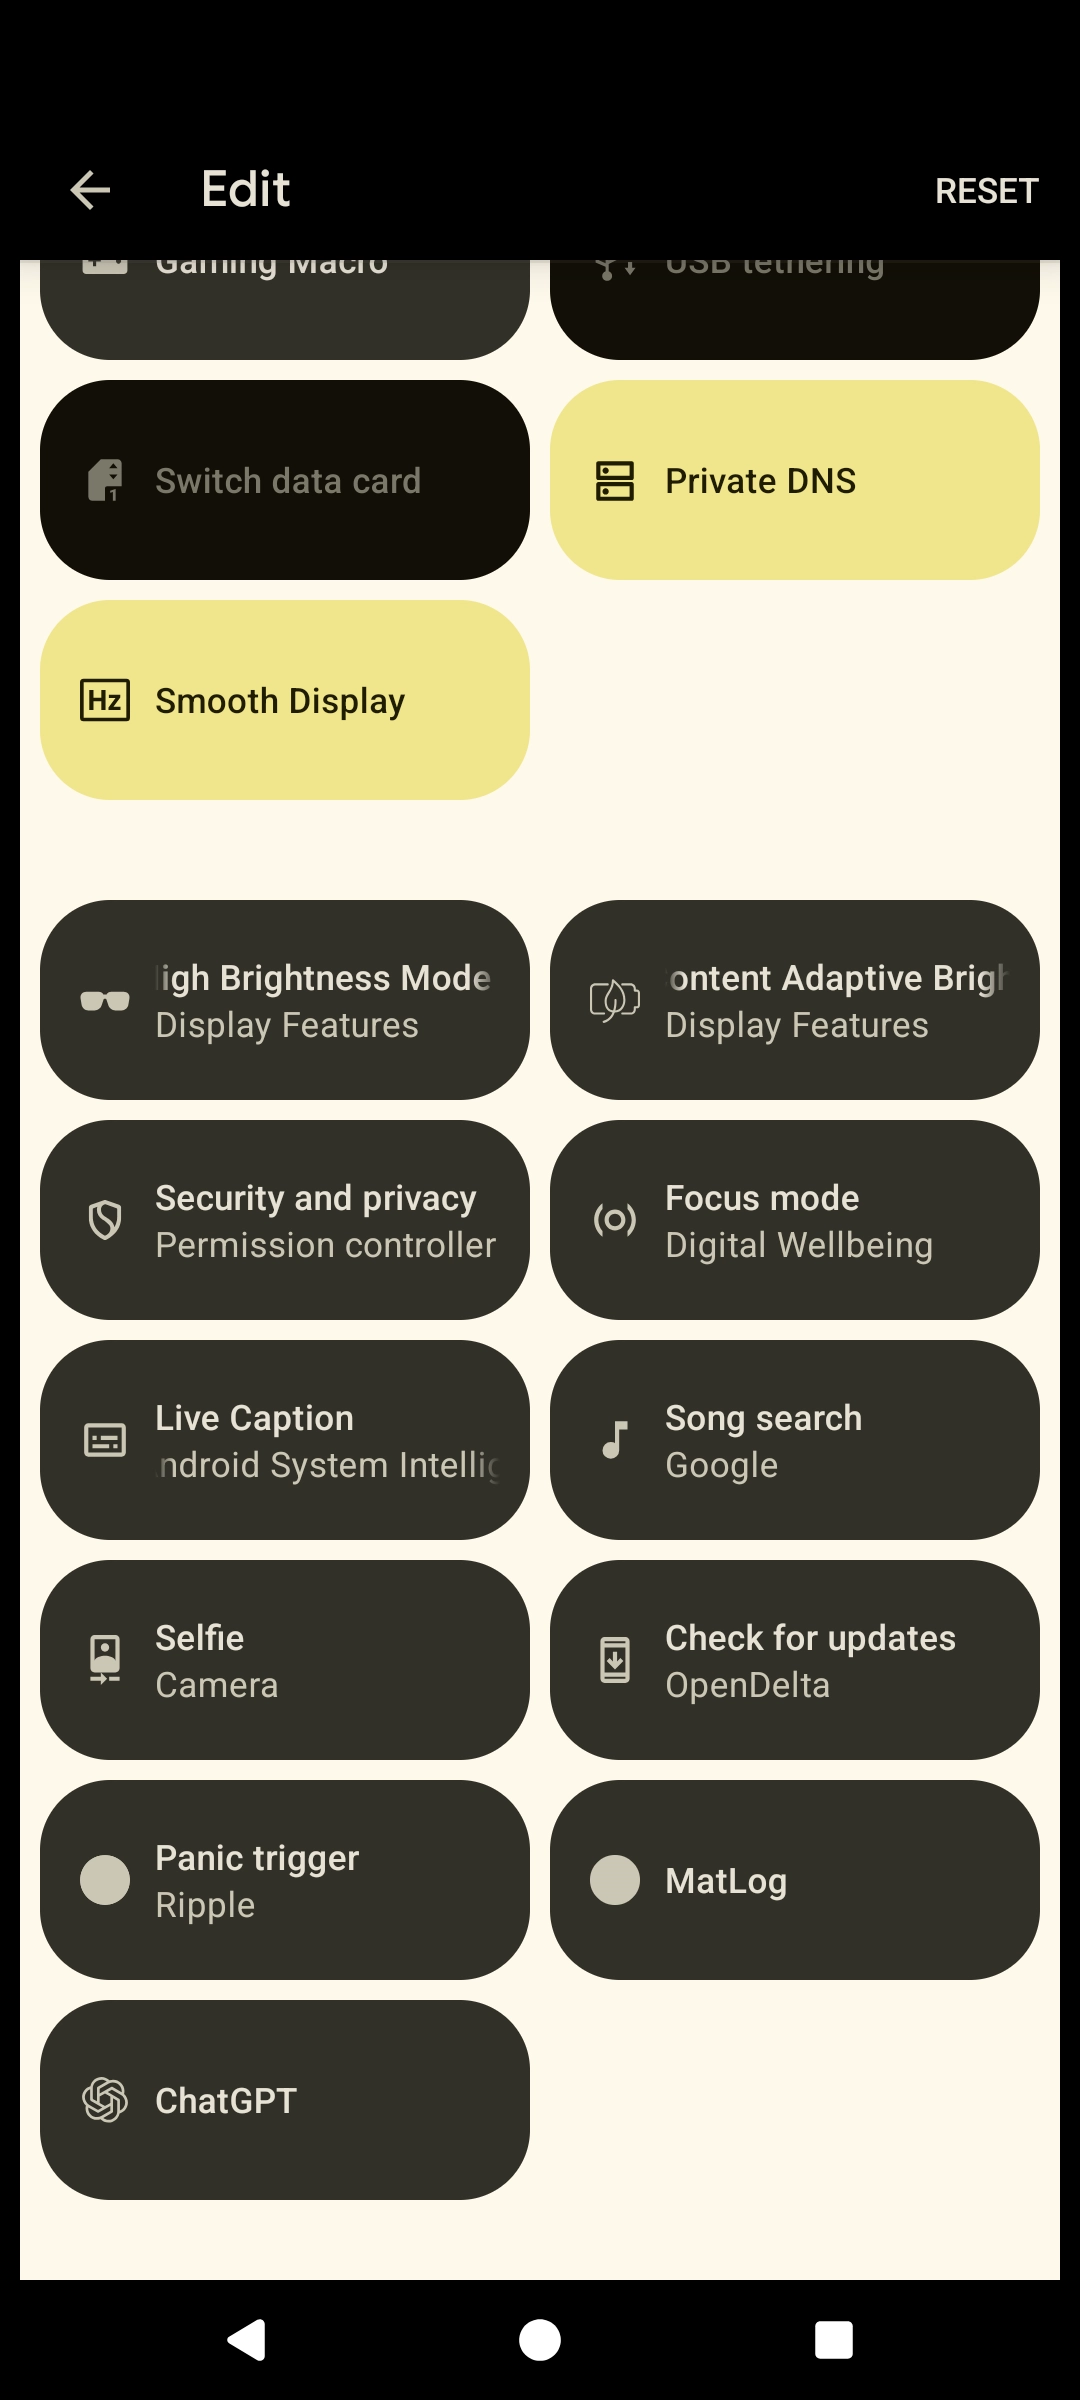 Edit
RESET
Gaming Macro
USB tethering
Switch data card
1
Private DNS
Hz
Smooth Display
igh Brightness Mode
Display Features
ontent Adaptive Brigh
Display Features
Security and privacy
Permission controller
Focus mode
Digital Wellbeing
Live Caption
ndroid System Intellig
Song search
Google
Selfie
Camera
Check for updates
OpenDelta
Panic trigger
Ripple
MatLog
ChatGPT